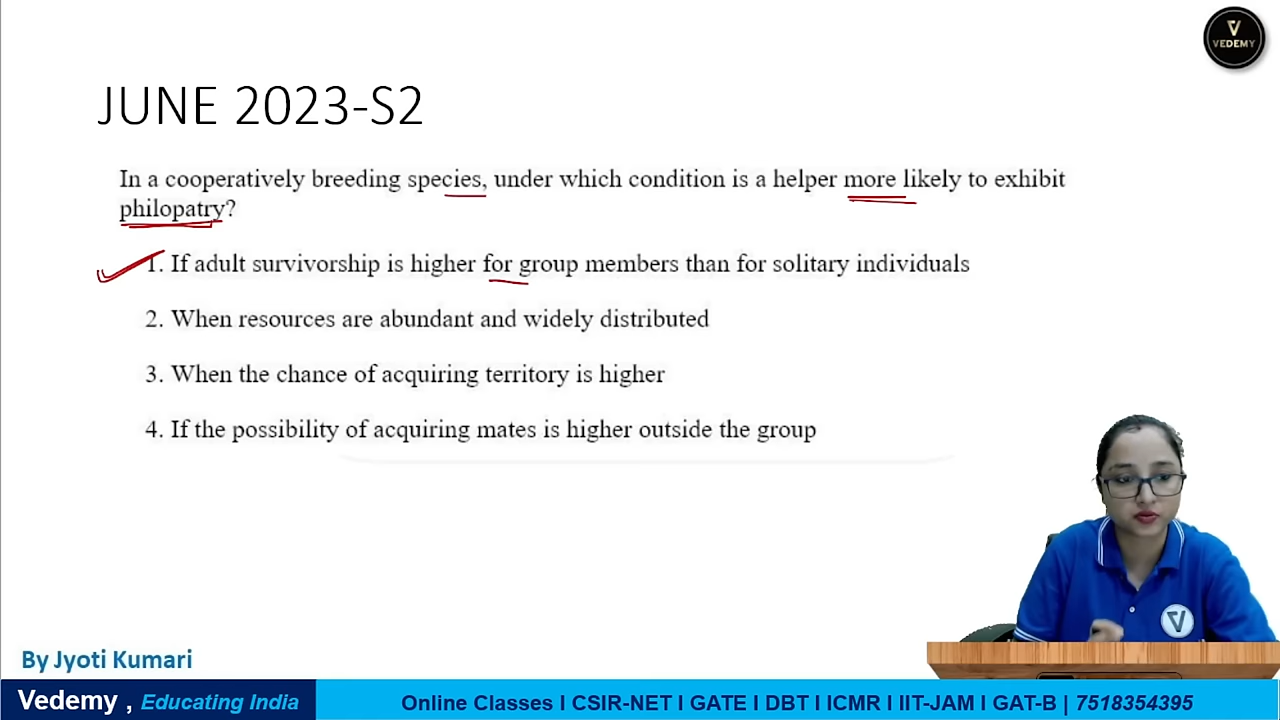 VEDEMY
JUNE 2023-S2
In a cooperatively breeding species, under which condition is a helper more likely to exhibit
philopatry?
1. If adult survivorship is higher for group members than for solitary individuals
2. When resources are abundant and widely distributed
3. When the chance of acquiring territory is higher
4. If the possibility of acquiring mates is higher outside the group
By Jyoti Kumari
Vedemy , Educating India
Online Classes I CSIR-NET I GATE I DBT I ICMR I IIT-JAM I GAT-B | 7518354395